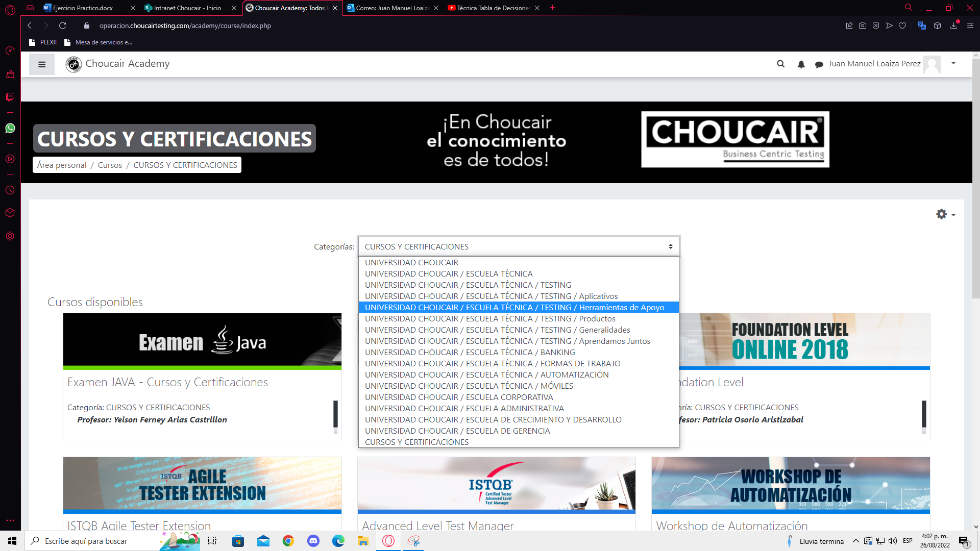 Ejercicio Practico.docx
Intranet Choucair - Inicio
Choucair Academy: Todos l
Correo: Juan Manuel Loaiza
Técnica Tabla de Decisiones
operacion.choucairtesting.com/academy/course/index.php
PLEXE
Mesa de servicios e...
Choucair Academy
Juan Manuel Loaiza Perez
CURSOS Y CERTIFICACIONES
Área personal / Cursos / CURSOS Y CERTIFICACIONES
¡En Choucair
el conocimiento
es de todos!
CHOUCAIR
Business Centric Testing
Categorías:
CURSOS Y CERTIFICACIONES
UNIVERSIDAD CHOUCAIR
UNIVERSIDAD CHOUCAIR / ESCUELA TÉCNICA
UNIVERSIDAD CHOUCAIR / ESCUELA TÉCNICA / TESTING
UNIVERSIDAD CHOUCAIR / ESCUELA TÉCNICA / TESTING / Aplicativos
UNIVERSIDAD CHOUCAIR / ESCUELA TÉCNICA / TESTING / Herramientas de Apoyo
UNIVERSIDAD CHOUCAIR / ESCUELA TÉCNICA / TESTING / Productos
UNIVERSIDAD CHOUCAIR / ESCUELA TÉCNICA / TESTING / Generalidades
UNIVERSIDAD CHOUCAIR / ESCUELA TÉCNICA / TESTING / Aprendamos Juntos
UNIVERSIDAD CHOUCAIR / ESCUELA TÉCNICA / BANKING
UNIVERSIDAD CHOUCAIR / ESCUELA TÉCNICA / FORMAS DE TRABAJO
UNIVERSIDAD CHOUCAIR / ESCUELA TÉCNICA / AUTOMATIZACIÓN
UNIVERSIDAD CHOUCAIR / ESCUELA TÉCNICA / MÓVILES
UNIVERSIDAD CHOUCAIR / ESCUELA CORPORATIVA
UNIVERSIDAD CHOUCAIR / ESCUELA ADMINISTRATIVA
UNIVERSIDAD CHOUCAIR / ESCUELA DE CRECIMIENTO Y DESARROLLO
UNIVERSIDAD CHOUCAIR / ESCUELA DE GERENCIA
CURSOS Y CERTIFICACIONES
Cursos disponibles
Examen Java
Examen JAVA - Cursos y Certificaciones
Categoría: CURSOS Y CERTIFICACIONES
Profesor: Yeison Ferney Arias Castrillon
FOUNDATION LEVEL
ONLINE 2018
ndation Level
ría: CURSOS Y CERTIFICACIONES
fesor: Patricia Osorio Aristizabal
ISTQB AGILE
TESTER EXTENSION
ISTQB Agile Tester Extension
ISTQB
Certified Tester
Advanced Level
Test Manager
Advanced Level Test Manager
WORKSHOP DE
AUTOMATIZACIÓN
Workshop de Automatización
Escribe aquí para buscar
Lluvia termina
ESP
4:02 p. m.
26/08/2022